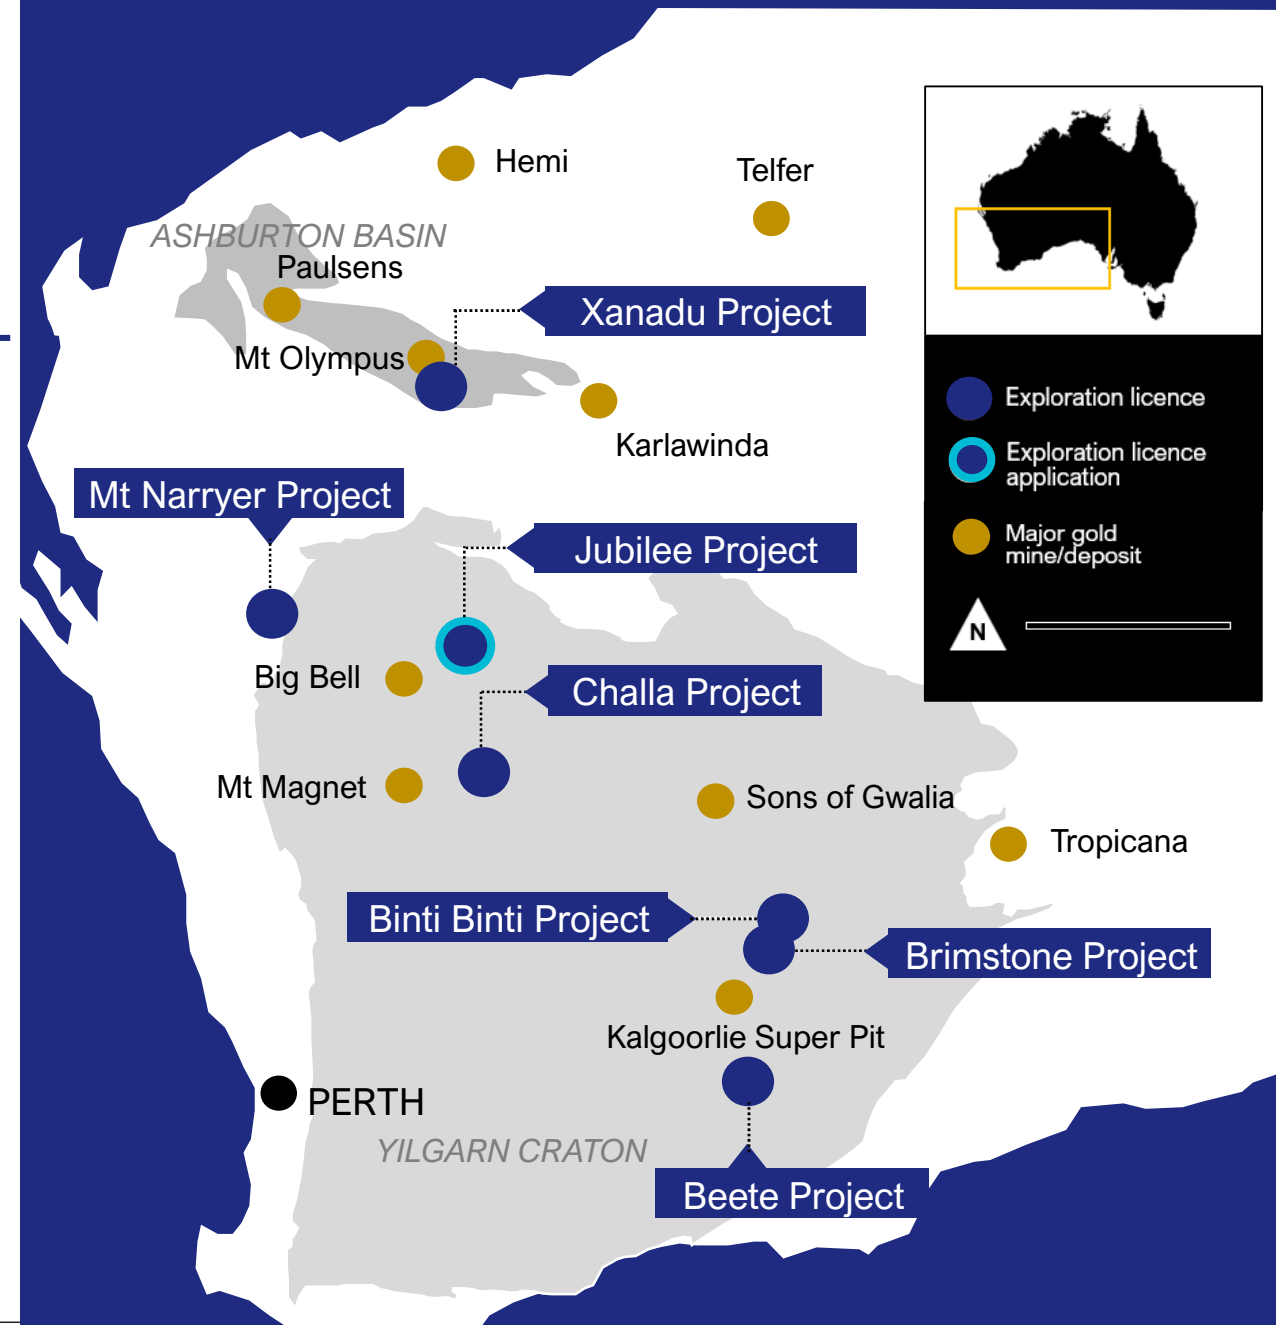 Hemi
Telfer
ASHBURTON BASIN
Paulsens
Xanadu Project
Mt Olympus
Karlawinda
Exploration licence
Exploration licence
application
Major gold
mine/deposit
N
Mt Narryer Project
Jubilee Project
Big Bell
Challa Project
Mt Magnet
Sons of Gwalia
Tropicana
Binti Binti Project
Brimstone Project
Kalgoorlie Super Pit
PERTH
YILGARN CRATON
Beete Project